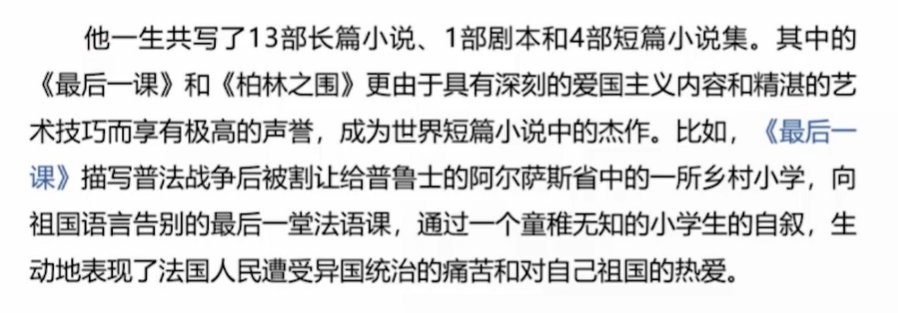 他一生共写了13部长篇小说、1部剧本和4部短篇小说集。其中的
《最后一课》和《柏林之围》更由于具有深刻的爱国主义内容和精湛的艺
术技巧而享有极高的声誉，成为世界短篇小说中的杰作。比如，《最后一
课》描写普法战争后被割让给普鲁士的阿尔萨斯省中的一所乡村小学，向
祖国语言告别的最后一堂法语课，通过一个童稚无知的小学生的自叙，生
动地表现了法国人民遭受异国统治的痛苦和对自己祖国的热爱。